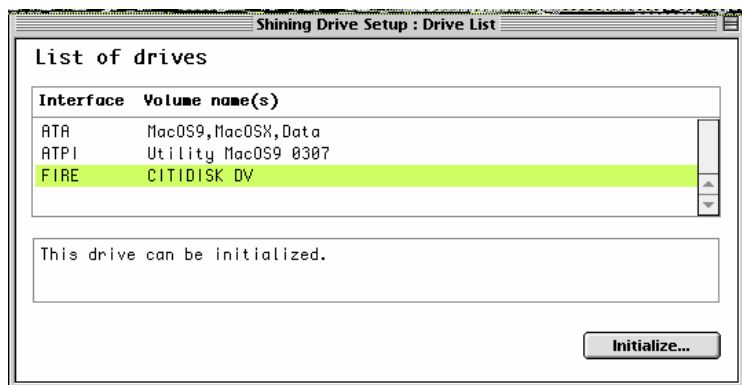 Shining Drive Setup : Drive List
List of drives
Interface Volume name(s)
ATA MacOS9,MacOSX,Data
ATPI Utility MacOS9 0307
FIRE CITIDISK DV
This drive can be initialized.
Initialize...